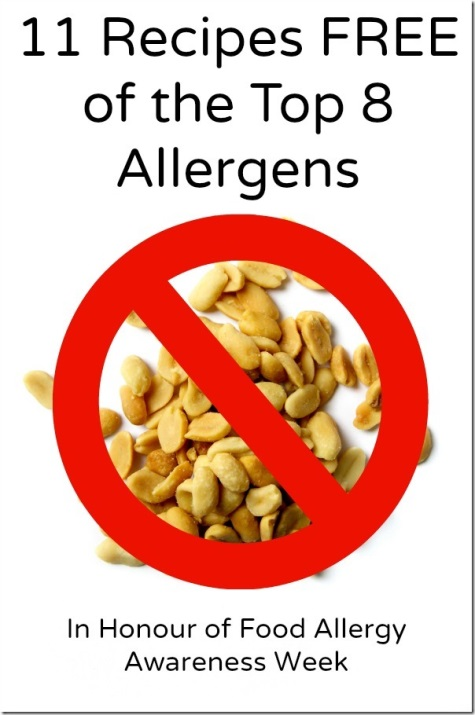 11 Recipes FREE
of the Top 8
Allergens
In Honour of Food Allergy
Awareness Week